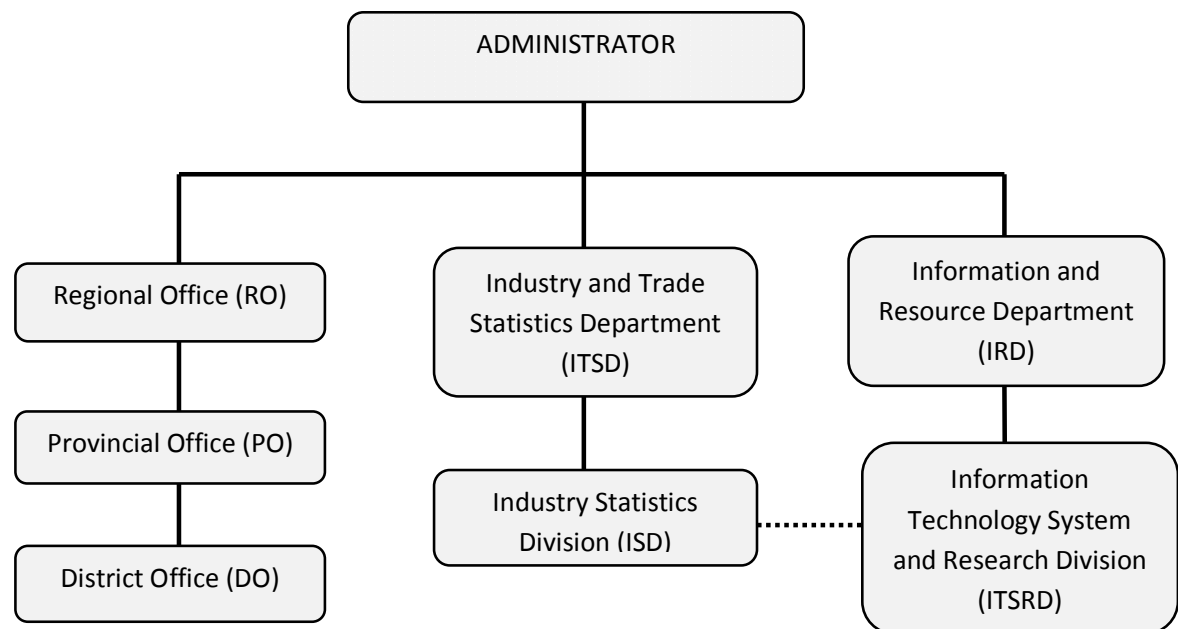 ADMINISTRATOR
Regional Office (RO)
Provincial Office (PO)
District Office (DO)
Industry and Trade
Statistics Department
(ITSD)
Industry Statistics
Division (ISD)
Information and
Resource Department
(IRD)
Information
Technology System
and Research Division
(ITSRD)